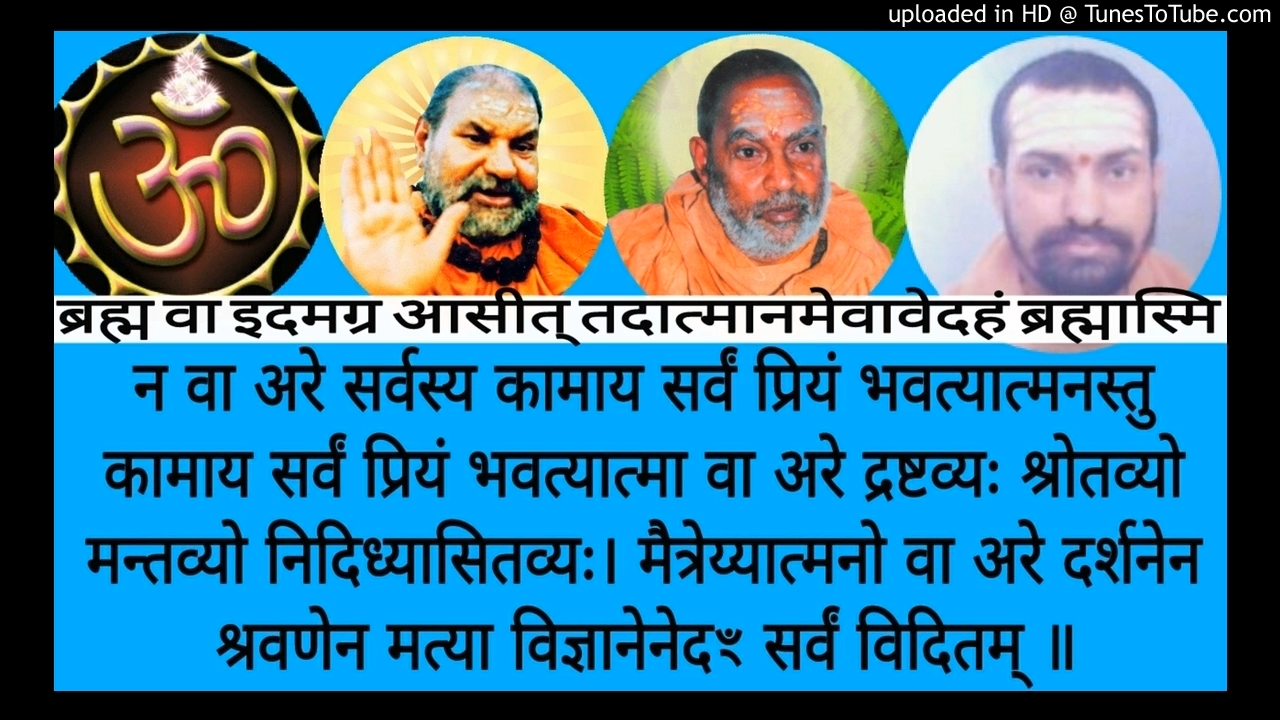 uploaded in HD @ TunesToTube.com
ॐ
ब्रह्म वा इदमग्र आसीत् तदात्मानमेवावेदहं ब्रह्मास्मि
न वा अरे सर्वस्य कामाय सर्वं प्रियं भवत्यात्मनस्तु
कामाय सर्वं प्रियं भवत्यात्मा वा अरे द्रष्टव्यः श्रोतव्यो
मन्तव्यो निदिध्यासितव्यः। मैत्रेय्यात्मनो वा अरे दर्शनेन
श्रवणेन मत्या विज्ञानेनेदꣳ सर्वं विदितम् ॥